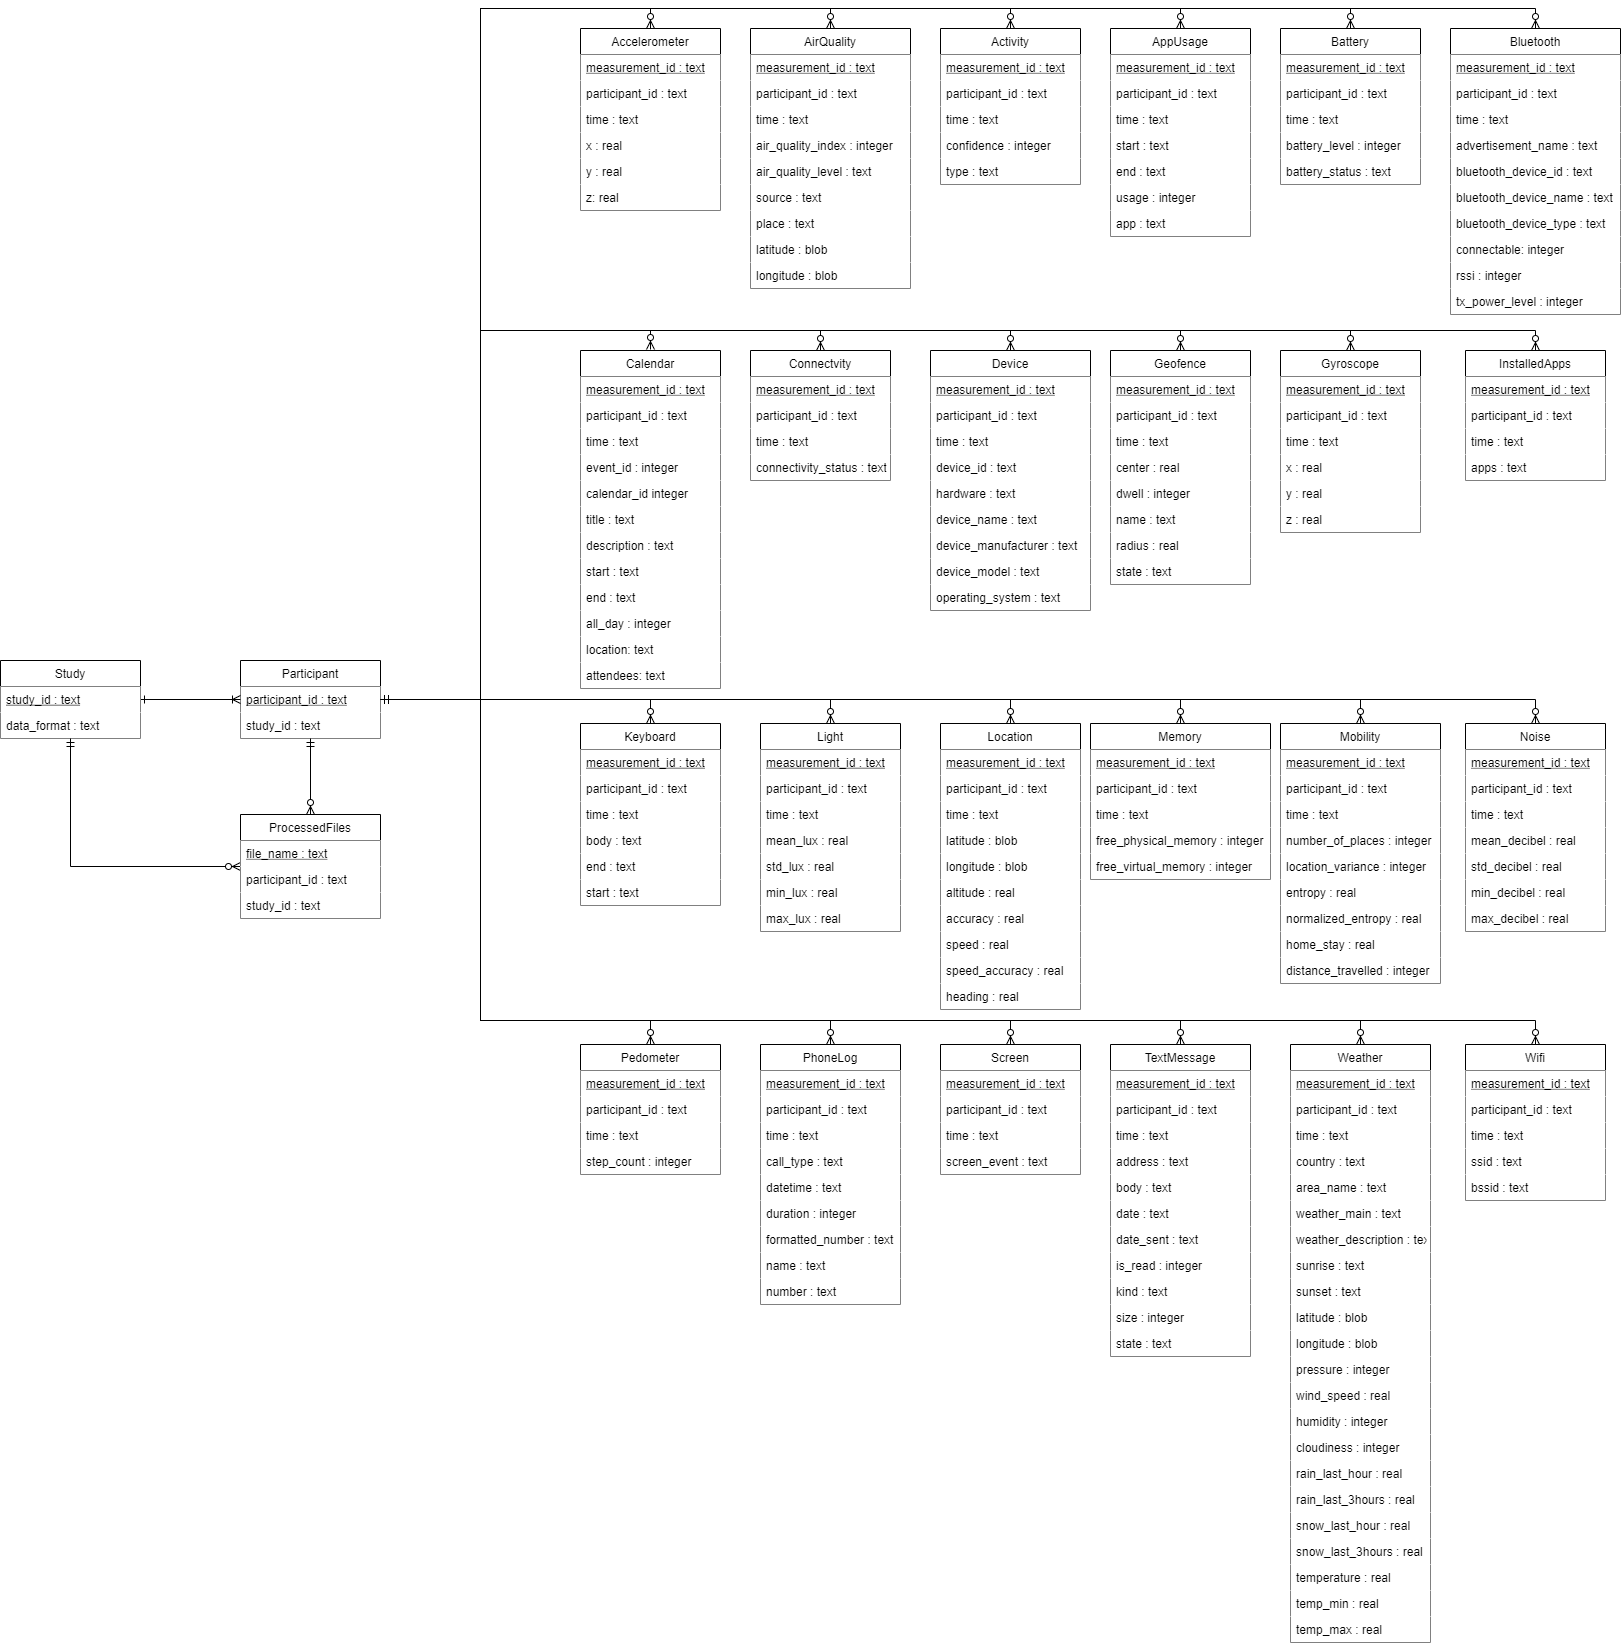 Accelerometer
measurement_id : text
participant_id : text
time : text
x : real
y : real
z: real
AirQuality
measurement_id : text
participant_id : text
time : text
air_quality_index : integer
air_quality_level : text
source : text
place : text
latitude : blob
longitude : blob
Activity
measurement_id : text
participant_id : text
time : text
confidence : integer
type : text
AppUsage
measurement_id : text
participant_id : text
time : text
start : text
end : text
usage : integer
app : text
Battery
measurement_id : text
participant_id : text
time : text
battery_level : integer
battery_status : text
Bluetooth
measurement_id : text
participant_id : text
time : text
advertisement_name : text
bluetooth_device_id : text
bluetooth_device_name : text
bluetooth_device_type : text
connectable: integer
rssi : integer
tx_power_level : integer
Calendar
measurement_id : text
participant_id : text
time : text
event_id : integer
calendar_id integer
title : text
description : text
start : text
end : text
all_day : integer
location: text
attendees: text
Connectvity
measurement_id : text
participant_id : text
time : text
connectivity_status : text
Device
measurement_id : text
participant_id : text
time : text
device_id : text
hardware : text
device_name : text
device_manufacturer : text
device_model : text
operating_system : text
Geofence
measurement_id : text
participant_id : text
time : text
center : real
dwell : integer
name : text
radius : real
state : text
Gyroscope
measurement_id : text
participant_id : text
time : text
x : real
y : real
z : real
InstalledApps
measurement_id : text
participant_id : text
time : text
apps : text
Study
study_id : text
data_format : text
Participant
participant_id : text
study_id : text
ProcessedFiles
file_name : text
participant_id : text
study_id : text
Keyboard
measurement_id : text
participant_id : text
time : text
body : text
end : text
start : text
Light
measurement_id : text
participant_id : text
time : text
mean_lux : real
std_lux : real
min_lux : real
max_lux : real
Location
measurement_id : text
participant_id : text
time : text
latitude : blob
longitude : blob
altitude : real
accuracy : real
speed : real
speed_accuracy : real
heading : real
Memory
measurement_id : text
participant_id : text
time : text
free_physical_memory : integer
free_virtual_memory : integer
Mobility
measurement_id : text
participant_id : text
time : text
number_of_places : integer
location_variance : integer
entropy : real
normalized_entropy : real
home_stay : real
distance_travelled : integer
Noise
measurement_id : text
participant_id : text
time : text
mean_decibel : real
std_decibel : real
min_decibel : real
max_decibel : real
Pedometer
measurement_id : text
participant_id : text
time : text
step_count : integer
PhoneLog
measurement_id : text
participant_id : text
time : text
call_type : text
datetime : text
duration : integer
formatted_number : text
name : text
number : text
Screen
measurement_id : text
participant_id : text
time : text
screen_event : text
TextMessage
measurement_id : text
participant_id : text
time : text
address : text
body : text
date : text
date_sent : text
is_read : integer
kind : text
size : integer
state : text
Weather
measurement_id : text
participant_id : text
time : text
country : text
area_name : text
weather_main : text
weather_description :
sunrise : text
sunset : text
latitude : blob
longitude : blob
pressure : integer
wind_speed : real
humidity : integer
cloudiness : integer
rain_last_hour : real
rain_last_3hours : real
snow_last_hour : real
snow_last_3hours : real
temperature : real
temp_min : real
temp_max : real
Wifi
measurement_id : text
participant_id : text
time : text
ssid : text
bssid : text